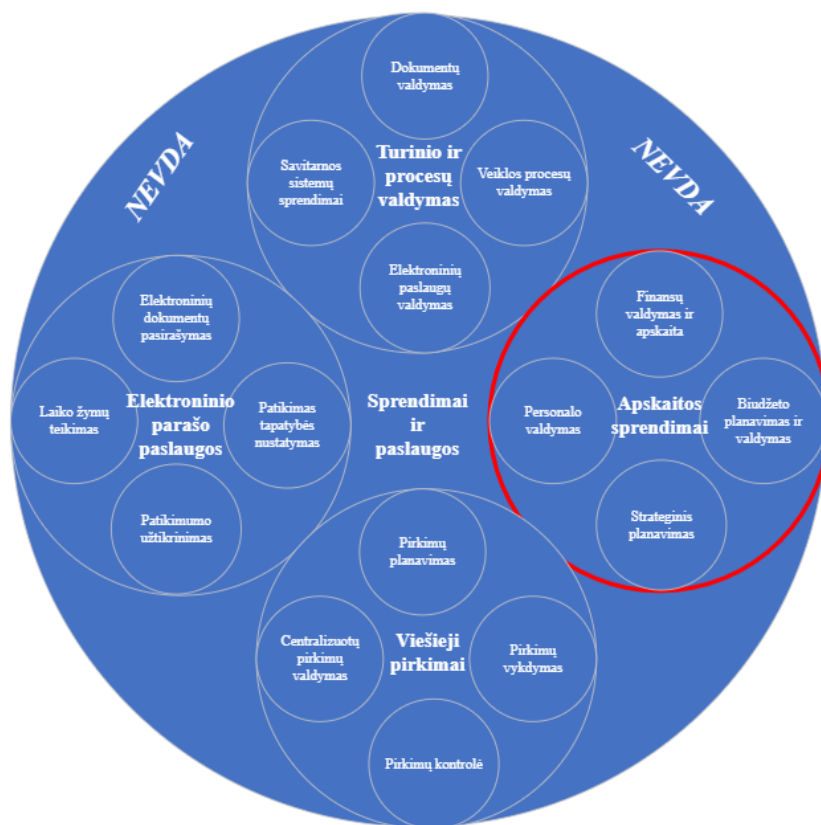 NEVDA
NEVDA
Dokumentų
valdymas
Savitarnos
sistemų
sprendimai
Turinio ir
procesų
valdymas
Veiklos procesų
valdymas
Elektroninių
paslaugų
valdymas
Elektroninių
dokumentų
pasirašymas
Laiko žymų
teikimas
Elektroninio
parašo
paslaugos
Patikimas
tapatybės
nustatymas
Patikimumo
užtikrinimas
Sprendimai
ir
paslaugos
Finansų
valdymas ir
apskaita
Personalo
valdymas
Apskaitos
sprendimai
Biudžeto
planavimas ir
valdymas
Strateginis
planavimas
Pirkimų
planavimas
Centralizuotų
pirkimų
valdymas
Viešieji
pirkimai
Pirkimų
vykdymas
Pirkimų kontrolė